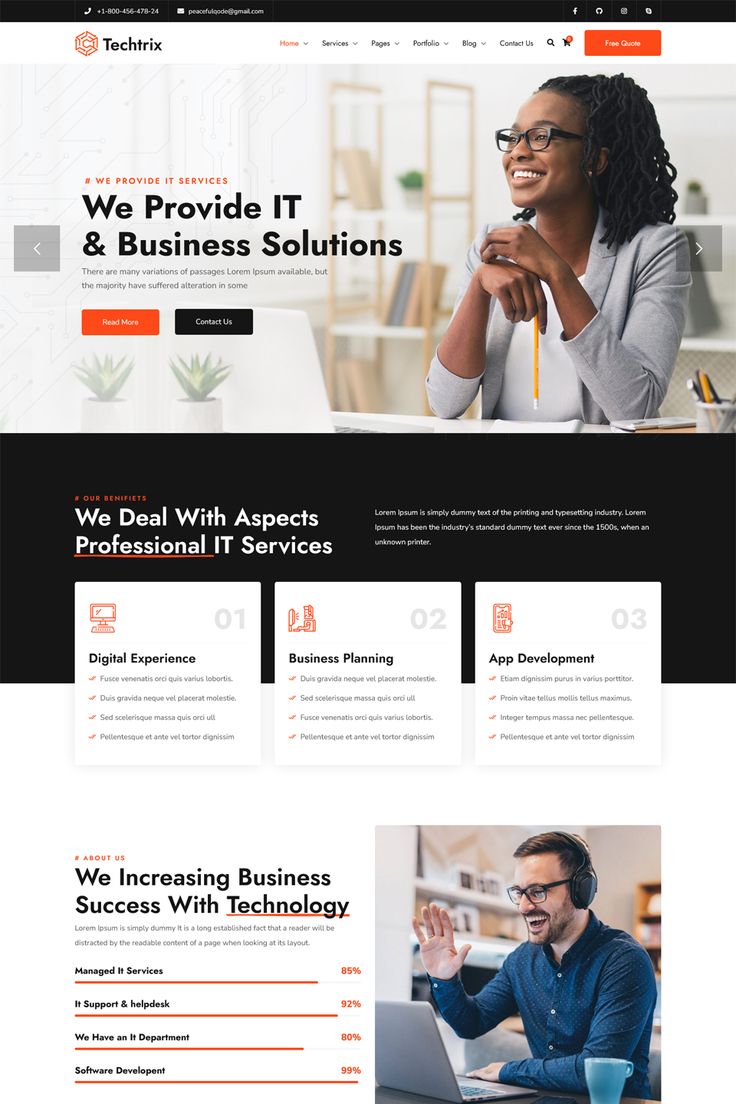 +1-800-456-478-24 peacefulqode@gmail.com
Techtrix Home Services Pages Portfolio Blog Contact Us 0 Free Quote
# WE PROVIDE IT SERVICES
We Provide IT
& Business Solutions
There are many variations of passages Lorem Ipsum available, but
the majority have suffered alteration in some
Read More Contact Us
# OUR BENIFIETS
We Deal With Aspects
Professional IT Services
Lorem Ipsum is simply dummy text of the printing and typesetting industry. Lorem
Ipsum has been the industry's standard dummy text ever since the 1500s, when an
unknown printer.
01
Digital Experience
Fusce venenatis orci quis varius lobortis.
Duis gravida neque vel placerat molestie.
Sed scelerisque massa quis orci ull
Pellentesque et ante vel tortor dignissim
02
Business Planning
Duis gravida neque vel placerat molestie.
Sed scelerisque massa quis orci ull
Fusce venenatis orci quis varius lobortis.
Pellentesque et ante vel tortor dignissim
03
App Development
Etiam dignissim purus in varius porttitor.
Proin vitae tellus mollis tellus maximus.
Integer tempus massa nec pellentesque.
Pellentesque et ante vel tortor dignissim
# ABOUT US
We Increasing Business
Success With Technology
Lorem Ipsum is simply dummy It is a long established fact that a reader will be
distracted by the readable content of a page when looking at its layout.
Managed It Services 85%
It Support & helpdesk 92%
We Have an It Department 80%
Software Developent 99%